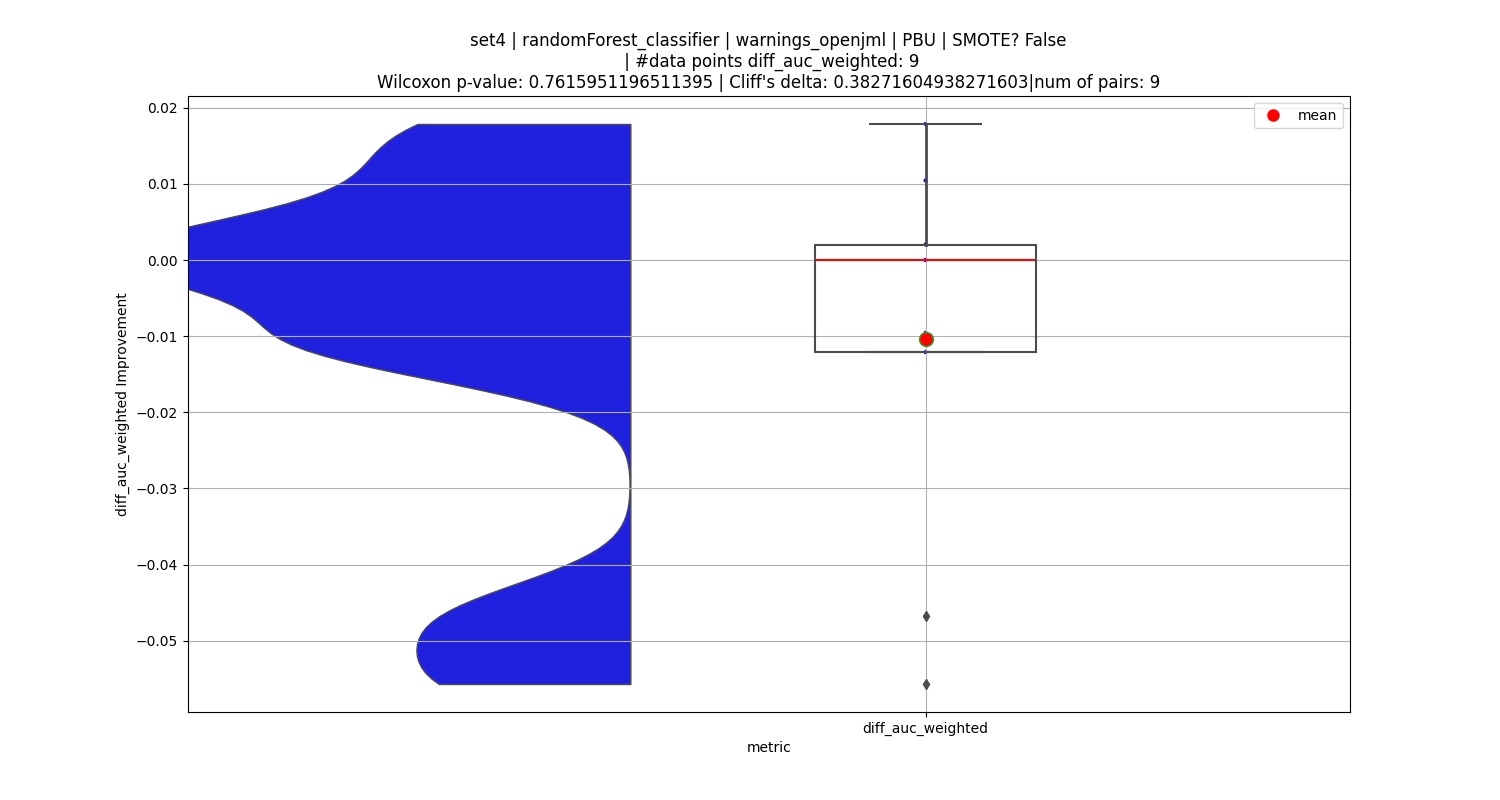 set4 | randomForest_classifier | warnings_openjml | PBU | SMOTE? False
| #data points diff_auc_weighted: 9
Wilcoxon p-value: 0.7615951196511395 | Cliff's delta: 0.38271604938271603|num of pairs: 9
mean
0.02
0.01
0.00
−0.01
−0.02
−0.03
−0.04
−0.05
diff_auc_weighted Improvement
diff_auc_weighted
metric